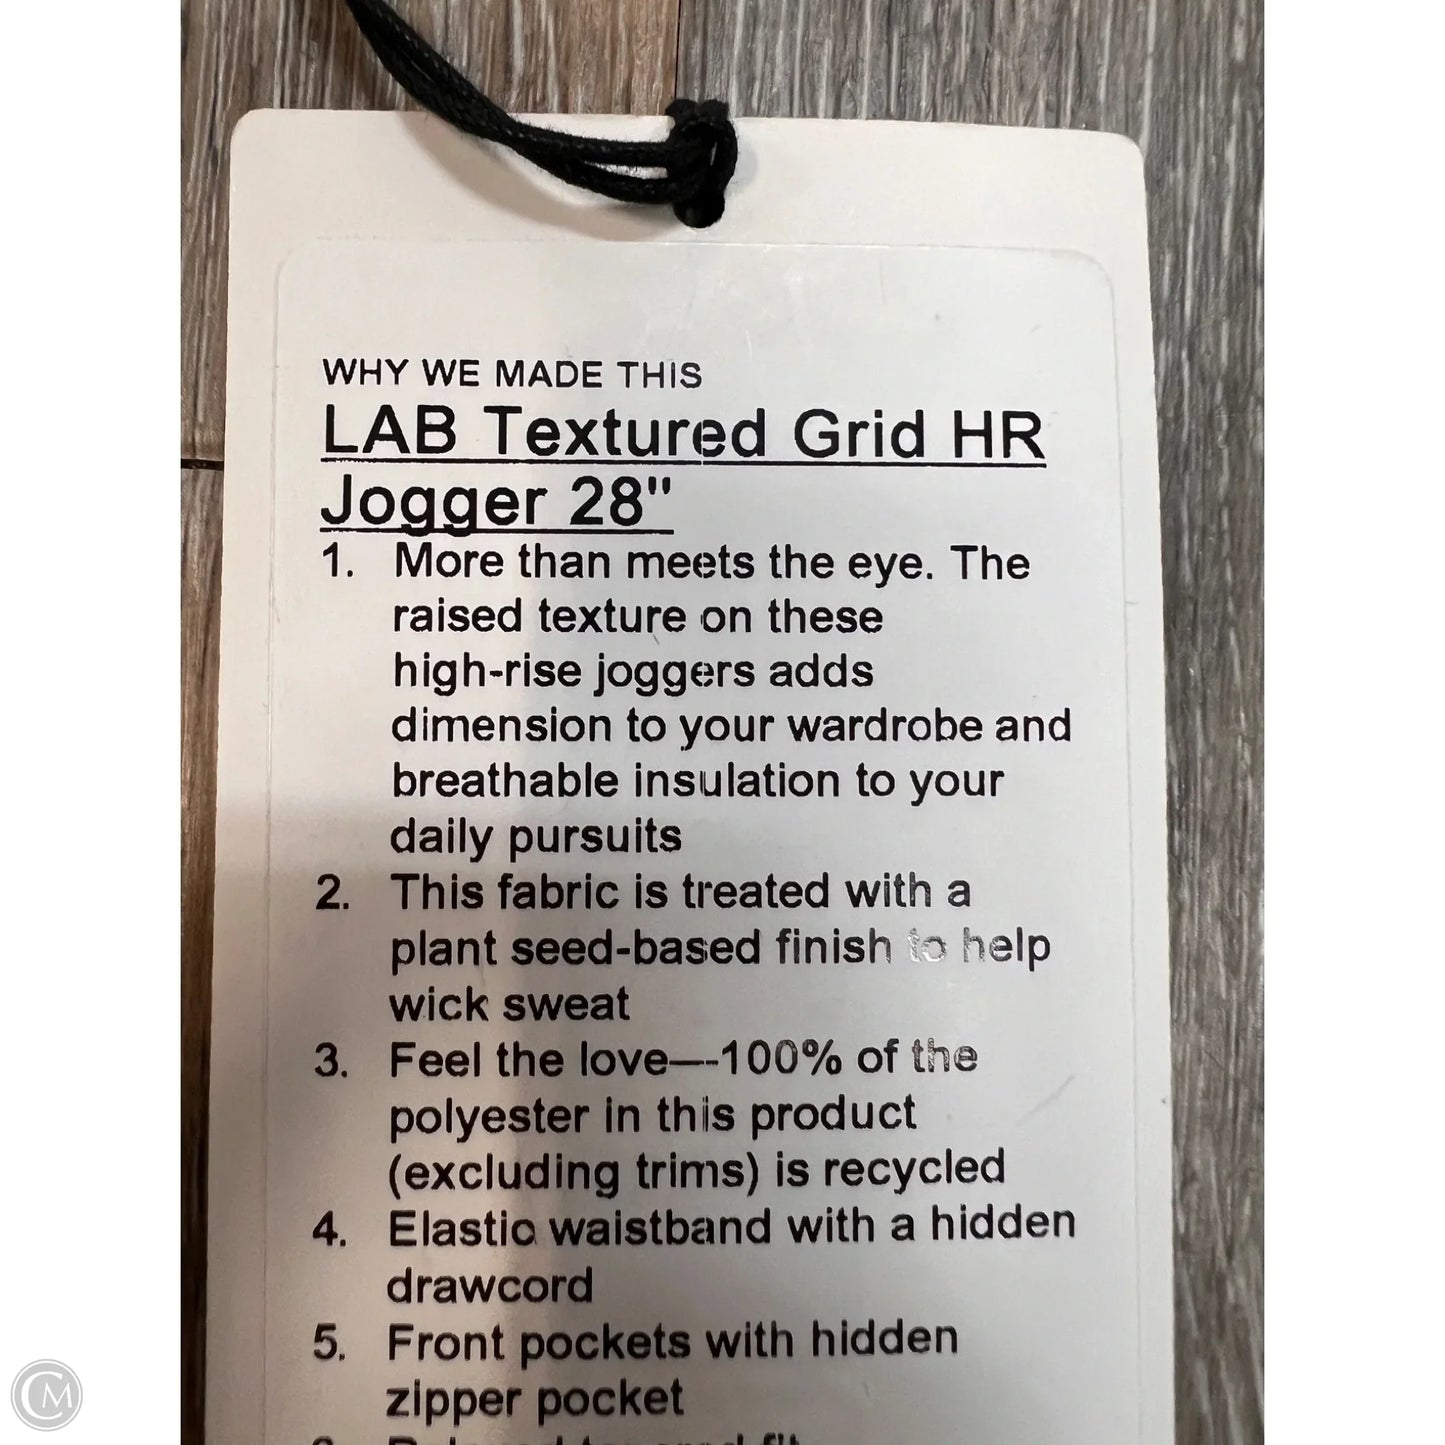 WHY WE MADE THIS
LAB Textured Grid HR
Jogger 28"
1. More than meets the eye. The
raised texture on these
high-rise joggers adds
dimension to your wardrobe and
breathable insulation to your
daily pursuits
2. This fabric is treated with a
plant seed-based finish to help
wick sweat
3. Feel the love—-100% of the
polyester in this product
(excluding trims) is recycled
4. Elastic waistband with a hidden
drawcord
5. Front pockets with hidden
zipper pocket
CM